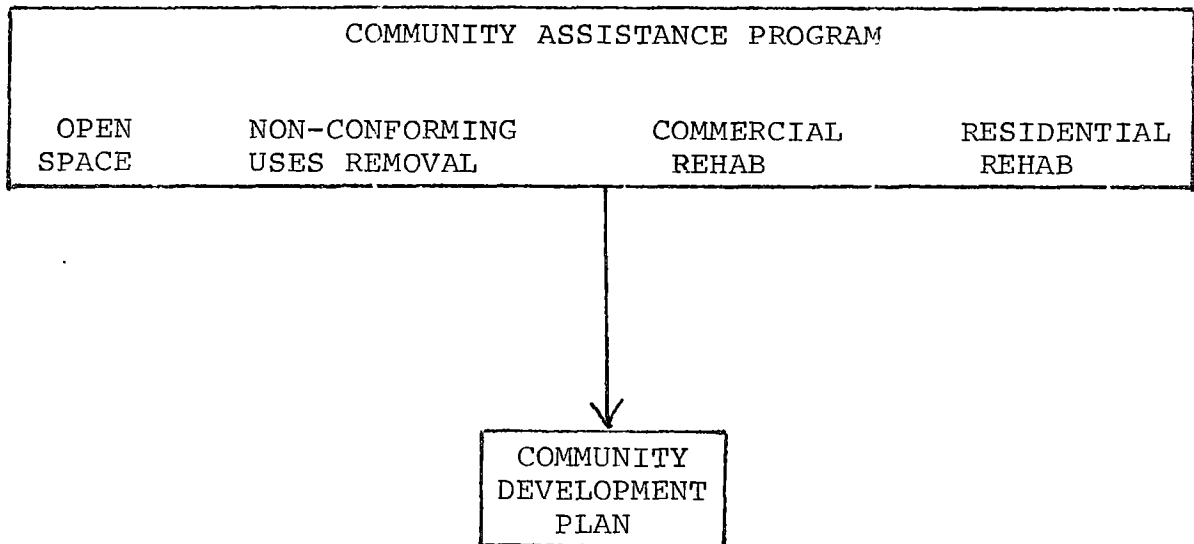 COMMUNITY ASSISTANCE PROGRAM
OPEN SPACE
NON-CONFORMING USES REMOVAL
COMMERCIAL REHAB
RESIDENTIAL REHAB
COMMUNITY
DEVELOPMENT
PLAN